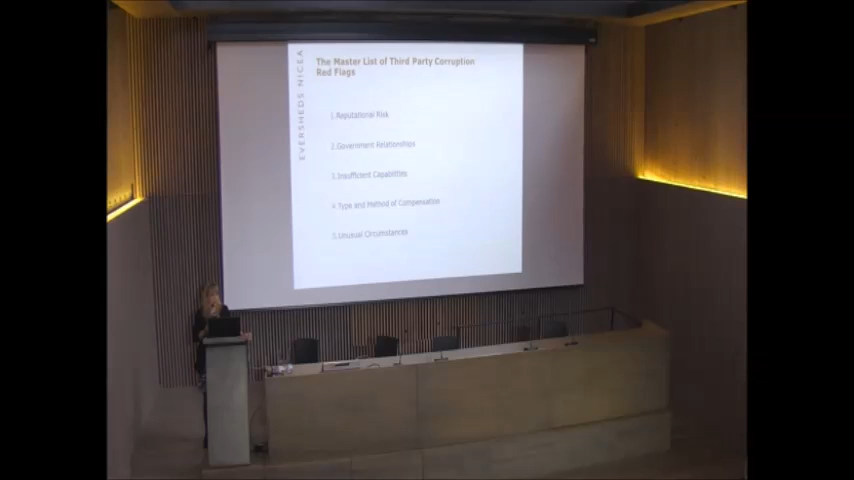 The Master List of Third Party Corruption
Red Flags
EVERSHEDS NICEA
1.Reputational Risk
2.Government Relationships
3.Insufficient Capabilities
4.Type and Method of Compensation
5.Unusual Circumstances